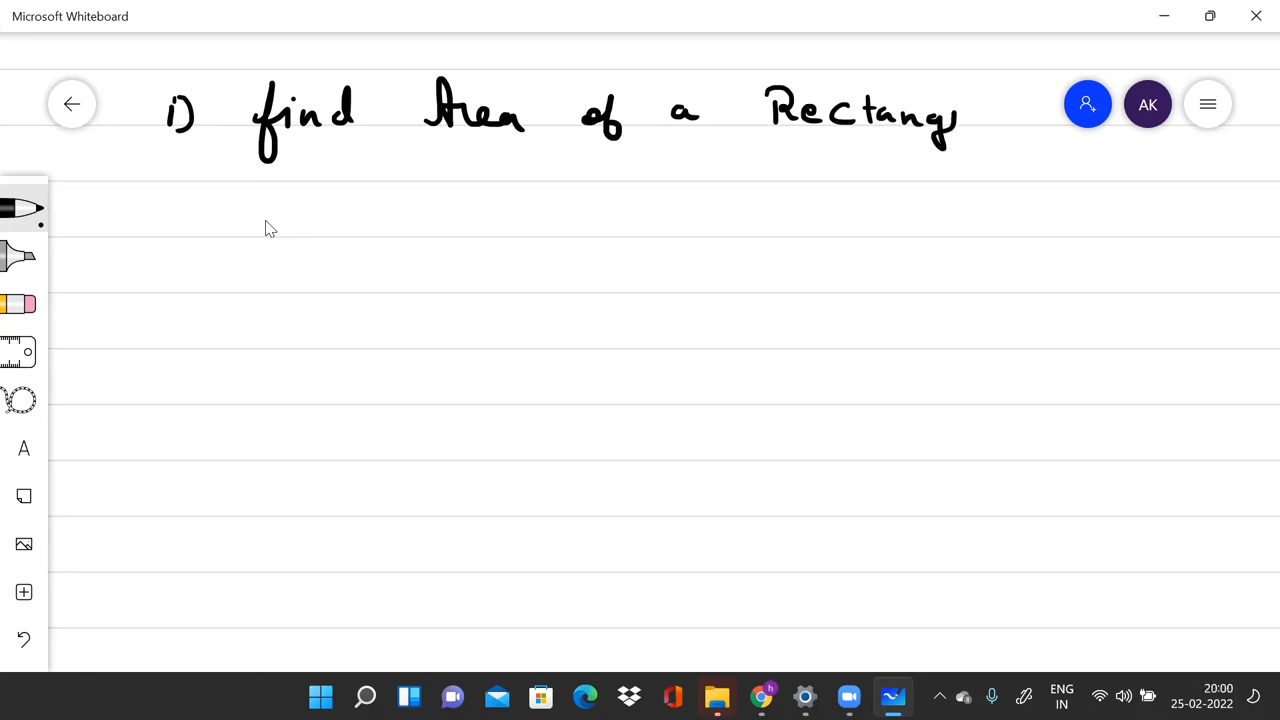 Microsoft Whiteboard
i) find Area of a Rectang
AK
A
h
ENG
IN
20:00
25-02-2022